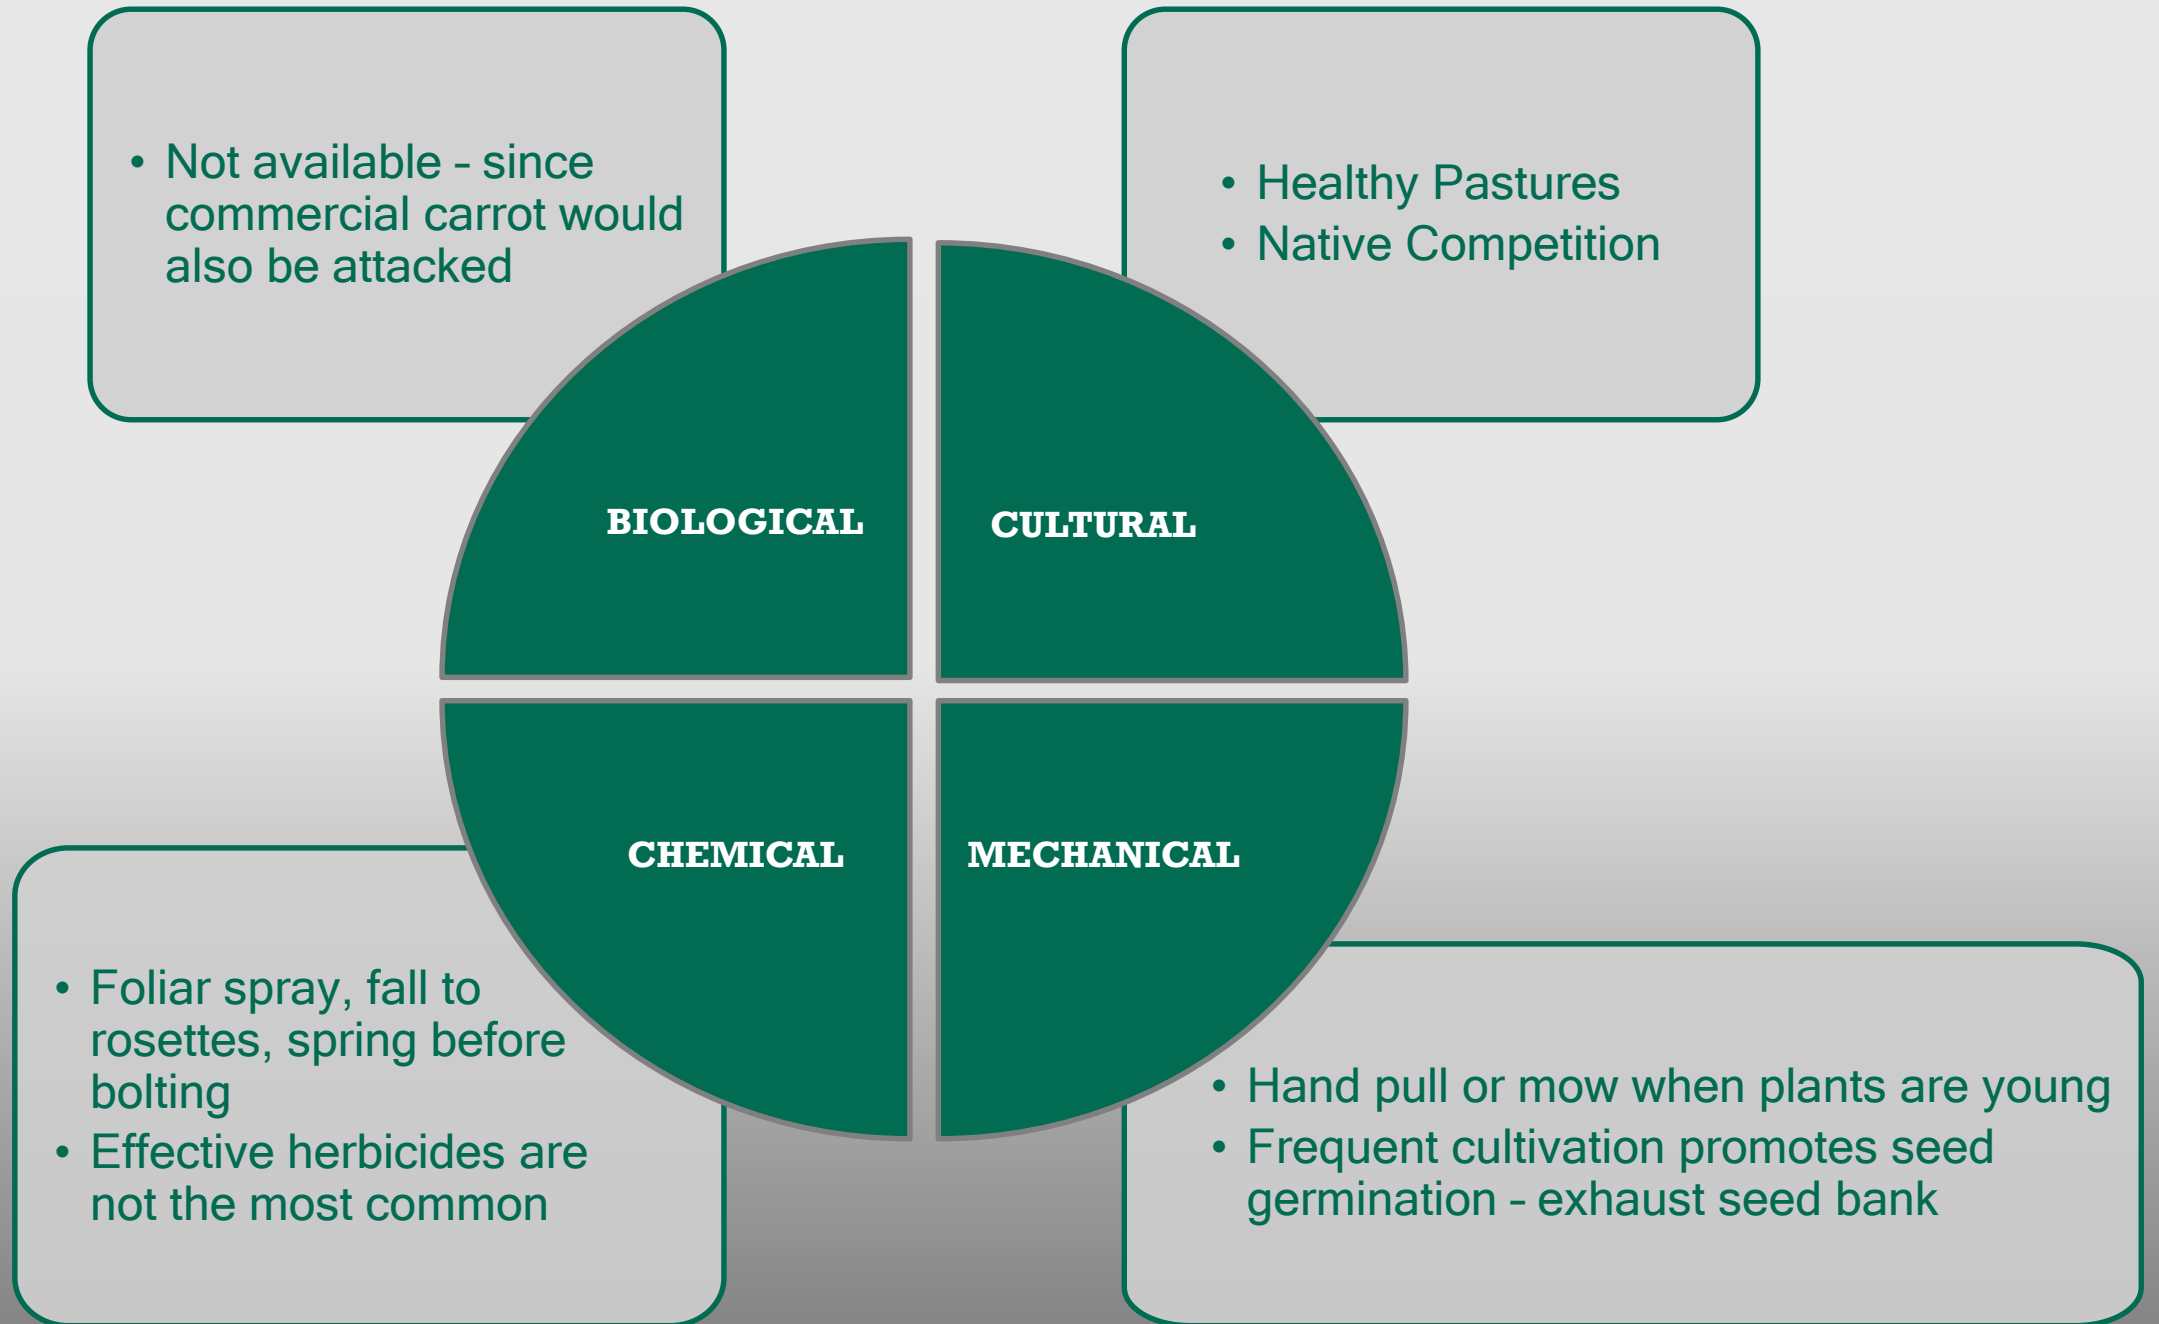 • Not available - since
commercial carrot would
also be attacked
• Healthy Pastures
• Native Competition
BIOLOGICAL
CULTURAL
CHEMICAL
MECHANICAL
• Foliar spray, fall to
rosettes, spring before
bolting
• Effective herbicides are
not the most common
• Hand pull or mow when plants are young
• Frequent cultivation promotes seed
germination - exhaust seed bank